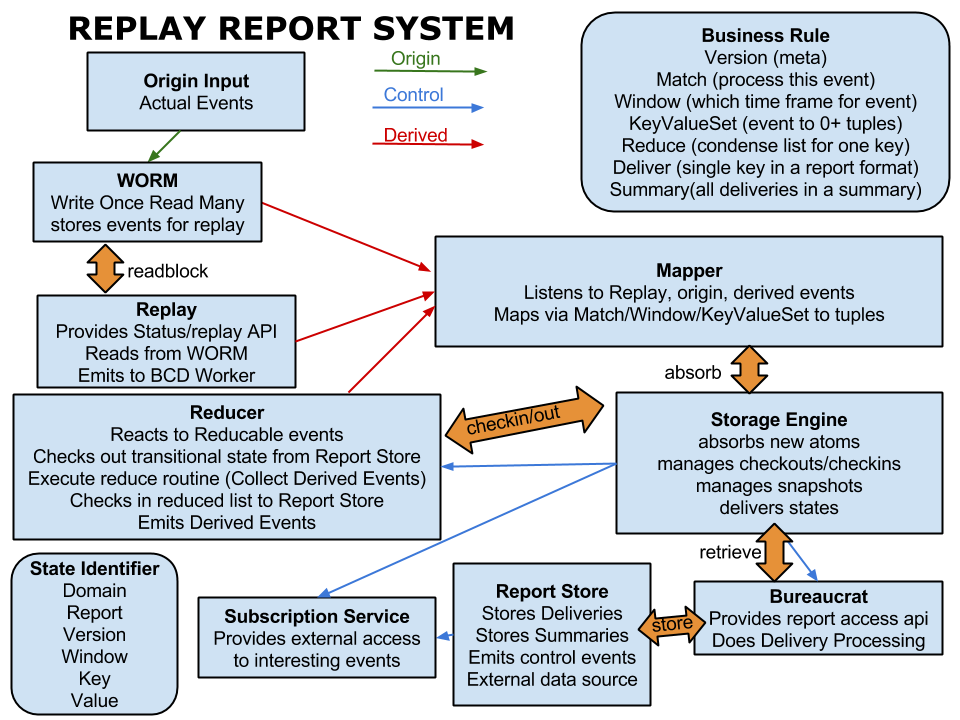 REPLAY REPORT SYSTEM
Origin
Control
Derived
Business Rule
Version (meta)
Match (process this event)
Window (which time frame for event)
KeyValueSet (event to 0+ tuples)
Reduce (condense list for one key)
Deliver (single key in a report format)
Summary(all deliveries in a summary)
Origin Input
Actual Events
WORM
Write Once Read Many
stores events for replay
readblock
Replay
Provides Status/replay API
Reads from WORM
Emits to BCD Worker
Mapper
Listens to Replay, origin, derived events
Maps via Match/Window/KeyValueSet to tuples
absorb
Reducer
Reacts to Reducable events
Checks out transitional state from Report Store
Execute reduce routine (Collect Derived Events)
Checks in reduced list to Report Store
Emits Derived Events
checkin/out
Storage Engine
absorbs new atoms
manages checkouts/checkins
manages snapshots
delivers states
retrieve
State Identifier
Domain
Report
Version
Window
Key
Value
Subscription Service
Provides external access
to interesting events
Report Store
Stores Deliveries
Stores Summaries
Emits control events
External data source
store
Bureaucrat
Provides report access api
Does Delivery Processing